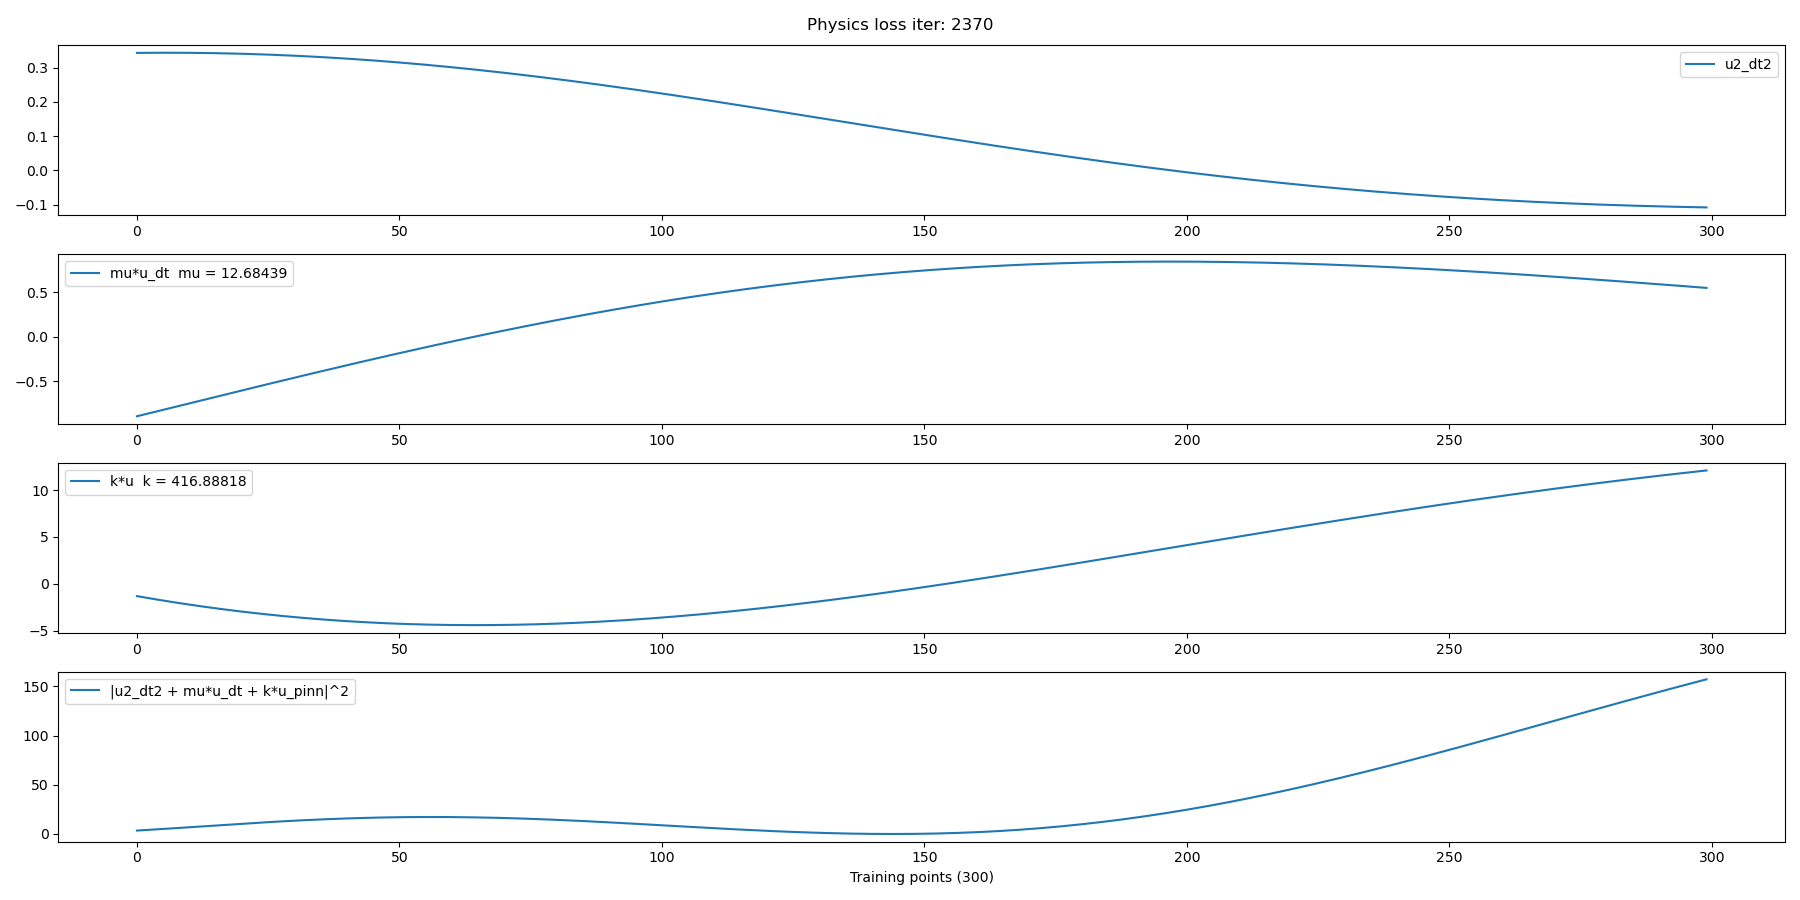 Physics loss iter: 2370
0.3
0.2
0.1
0.0
−0.1
u2_dt2
0 50 100 150 200 250 300
0.5
0.0
−0.5
mu*u_dt  mu = 12.68439
0 50 100 150 200 250 300
10
5
0
−5
k*u  k = 416.88818
0 50 100 150 200 250 300
150
100
50
0
|u2_dt2 + mu*u_dt + k*u_pinn|^2
0 50 100 150 200 250 300
Training points (300)